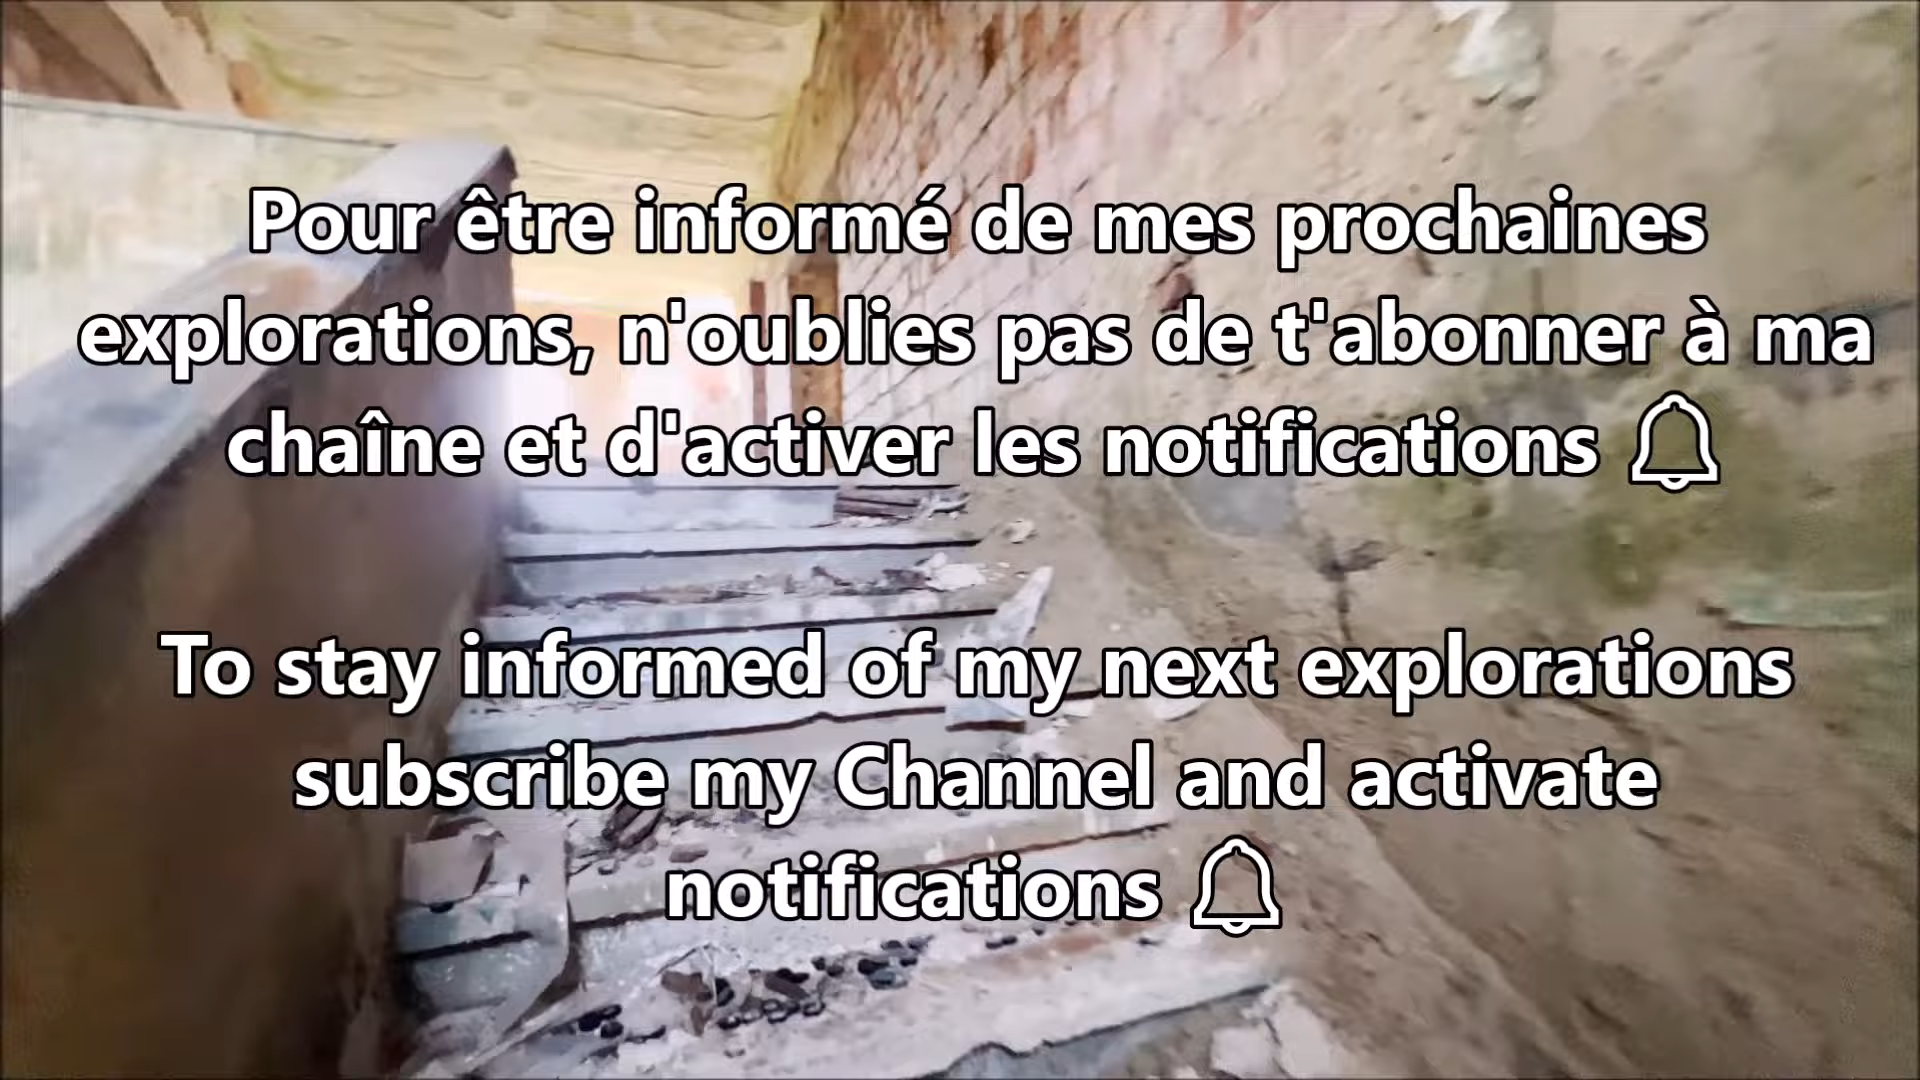 Pour être informé de mes prochaines
explorations, n'oublies pas de t'abonner à ma
chaîne et d'activer les notifications 🔔
To stay informed of my next explorations
subscribe my Channel and activate
notifications 🔔